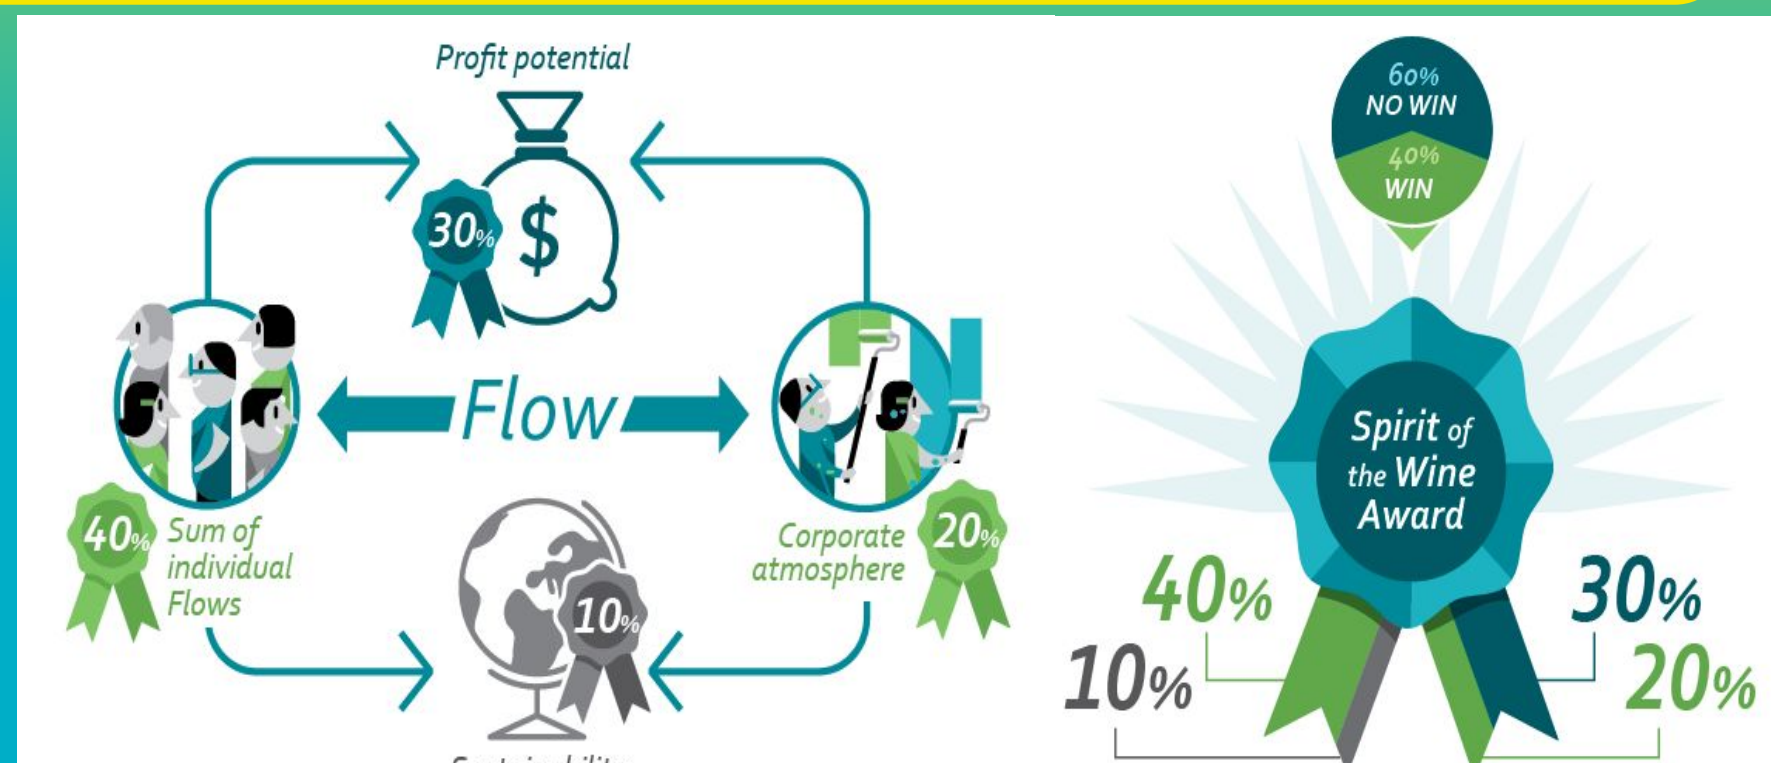 Profit potential
30%
$
Flow
40%
Sum of
individual
Flows
Corporate
atmosphere
20%
10%
Sustainability
60%
NO WIN
40%
WIN
Spirit of
the Wine
Award
40%
10%
30%
20%